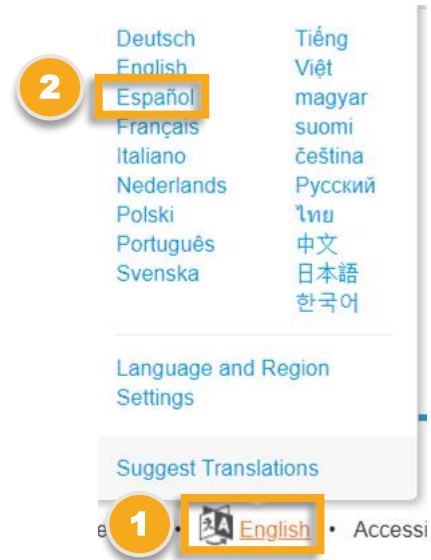 Deutsch
English
Español
Français
Italiano
Nederlands
Polski
Português
Svenska
Tiếng
Việt
magyar
suomi
čeština
Русский
ไทย
中文
日本語
한국어
2
Language and Region
Settings
Suggest Translations
1 • English • Accessi